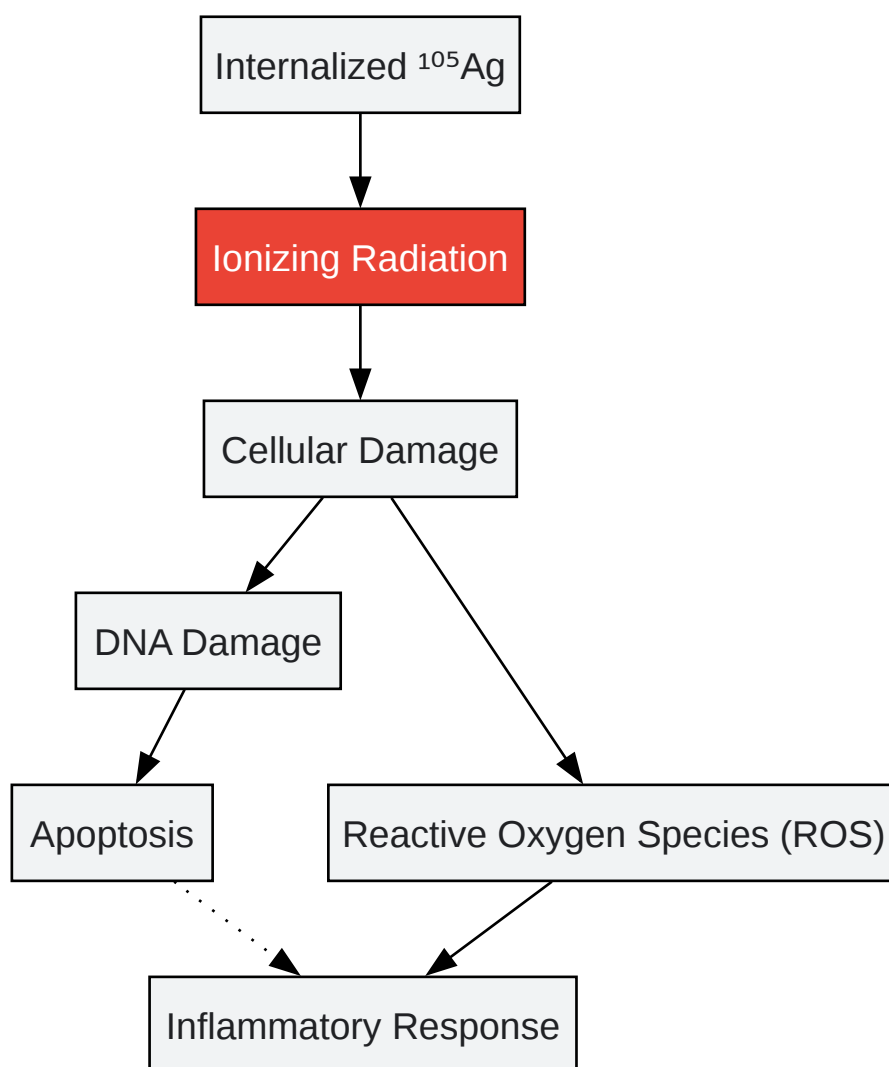 Internalized ¹⁰⁵Ag
Ionizing Radiation
Cellular Damage
DNA Damage
Apoptosis
Reactive Oxygen Species (ROS)
Inflammatory Response